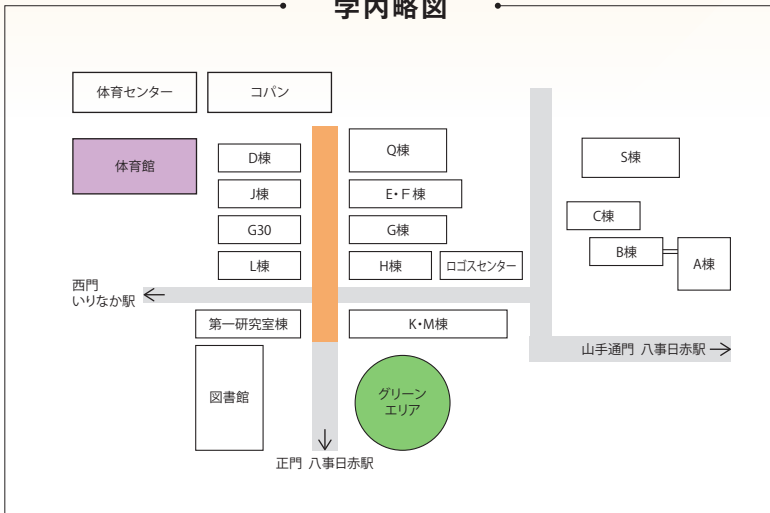 学内略図
体育センター
コパン
体育館
D棟
Q棟
S棟
J棟
E・F棟
G30
G棟
C棟
L棟
H棟
ロゴスセンター
B棟
A棟
西門
いりなか駅 ←
第一研究室棟
K・M棟
山手通門 八事日赤駅 →
図書館
グリーン
エリア
↓
正門 八事日赤駅